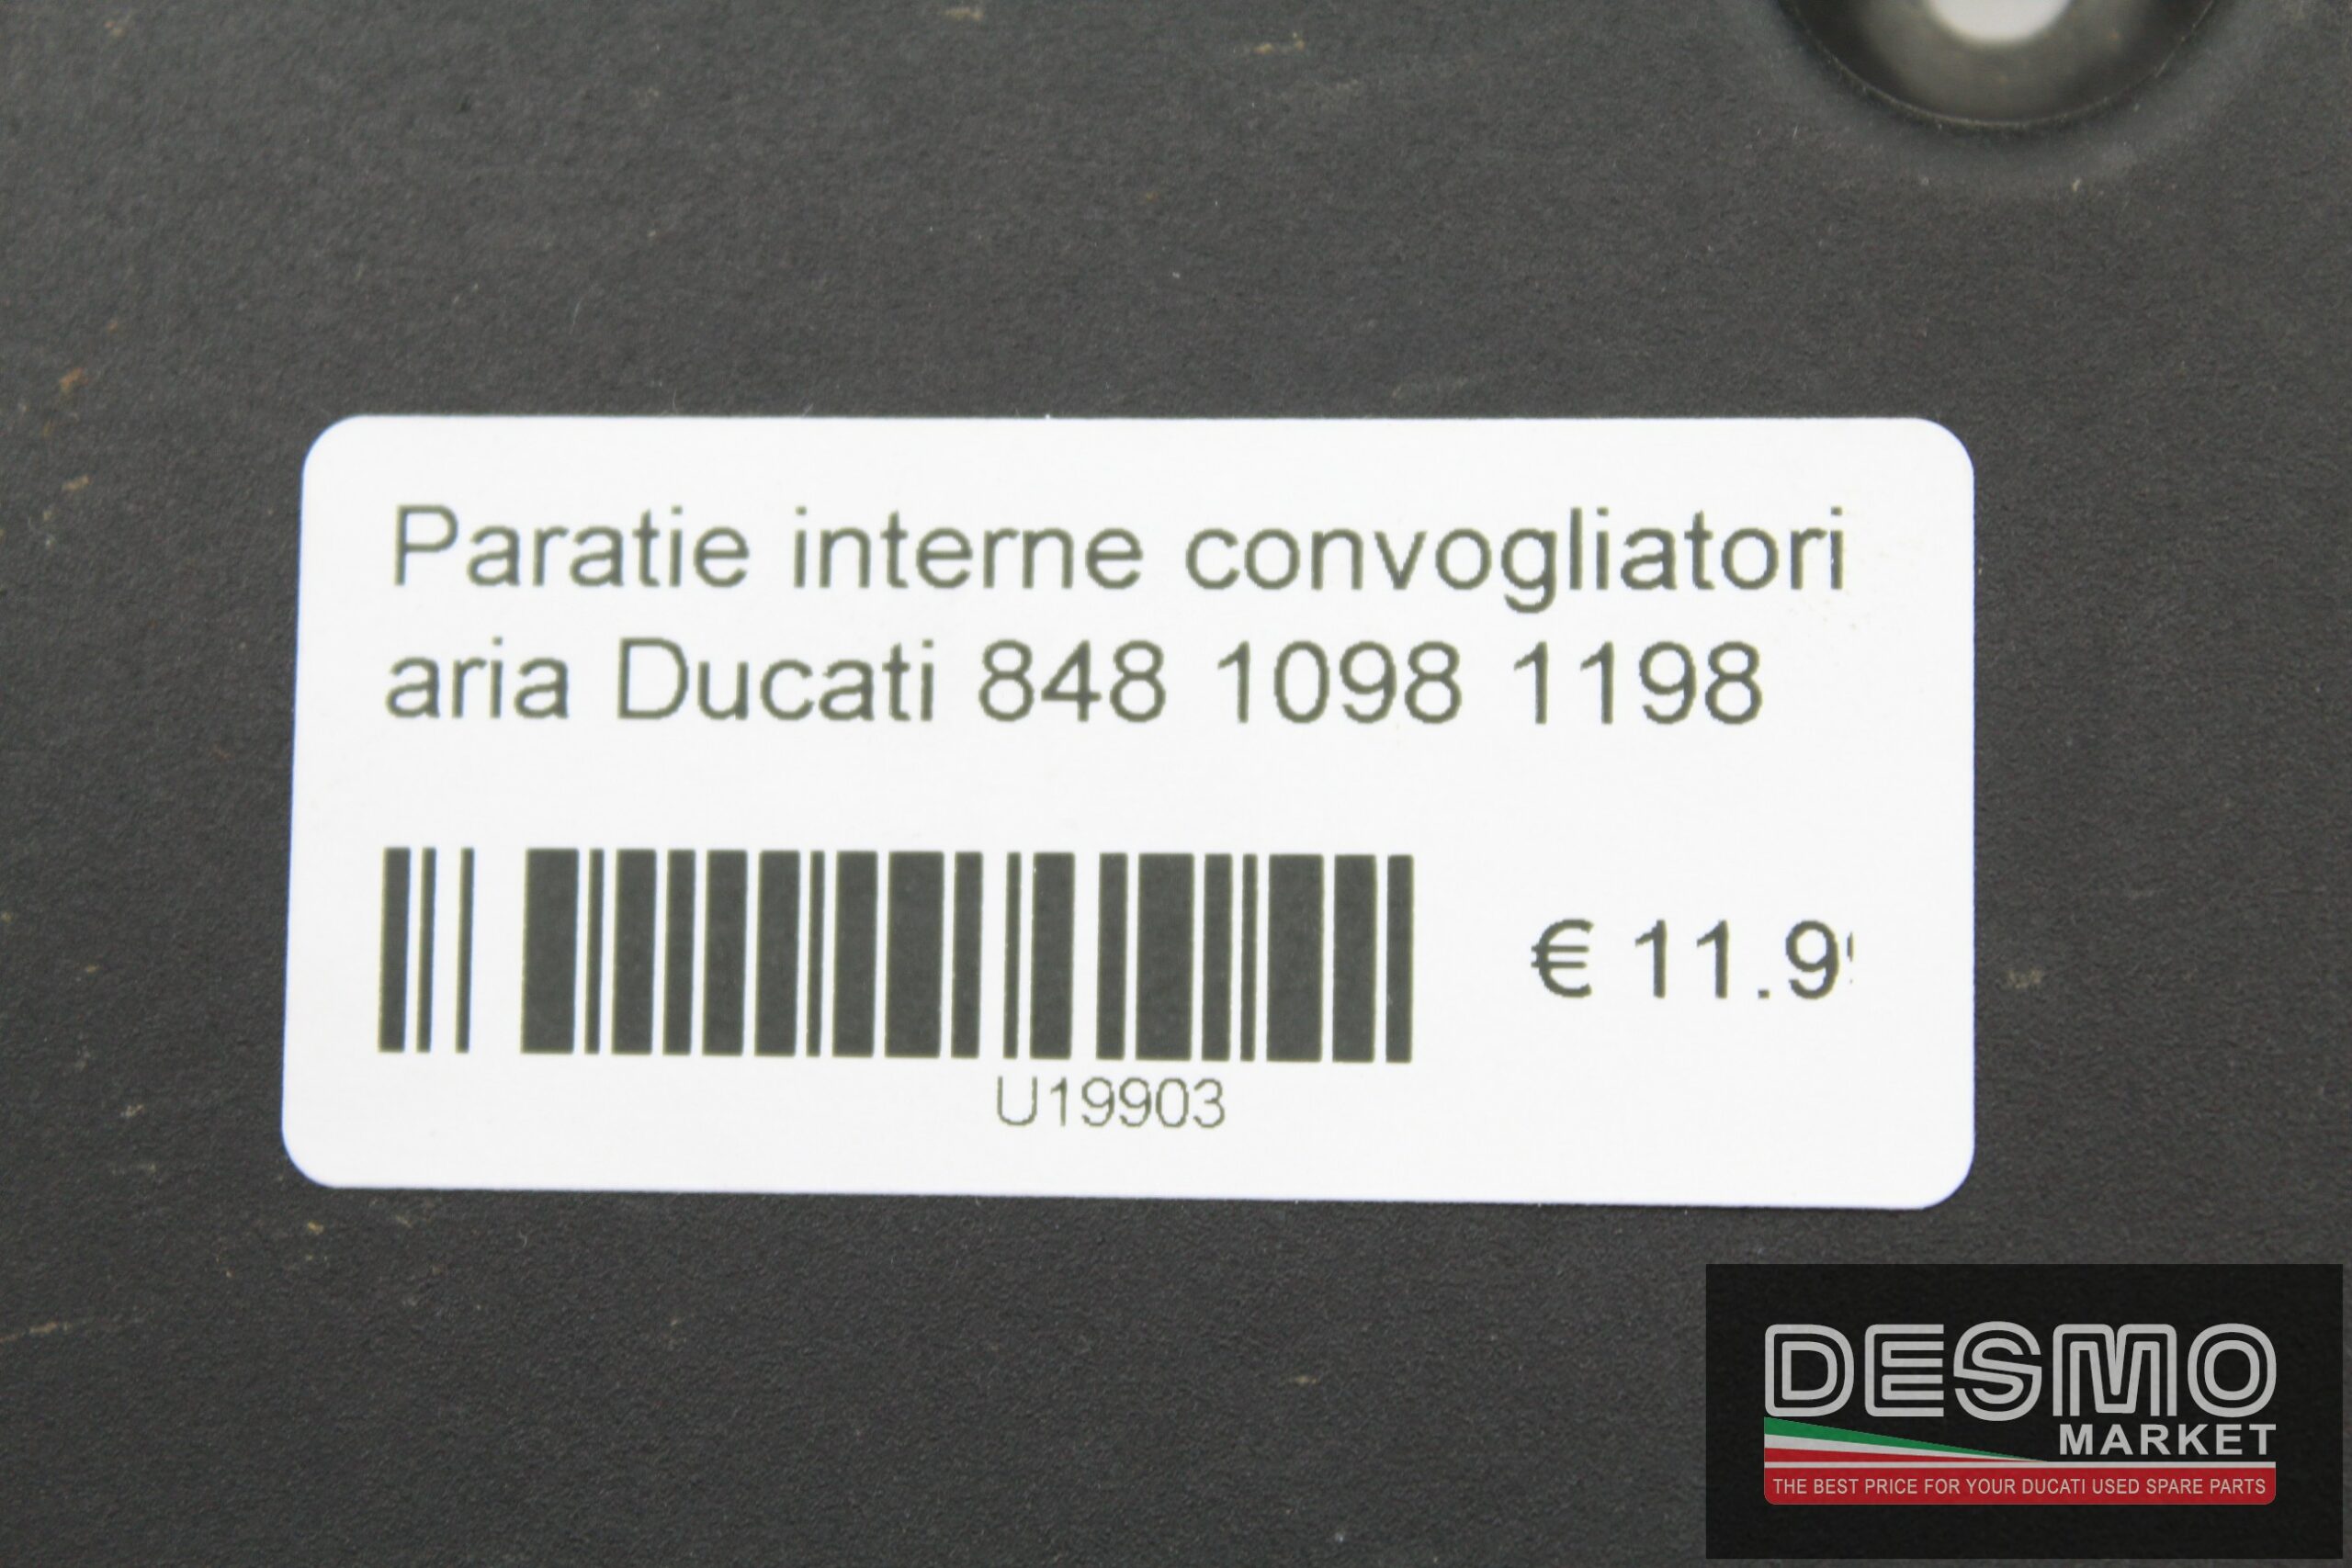 Paratie interne convogliatori
aria Ducati 848 1098 1198
€ 11.9
U19903
DESMO
MARKET
THE BEST PRICE FOR YOUR DUCATI USED SPARE PARTS